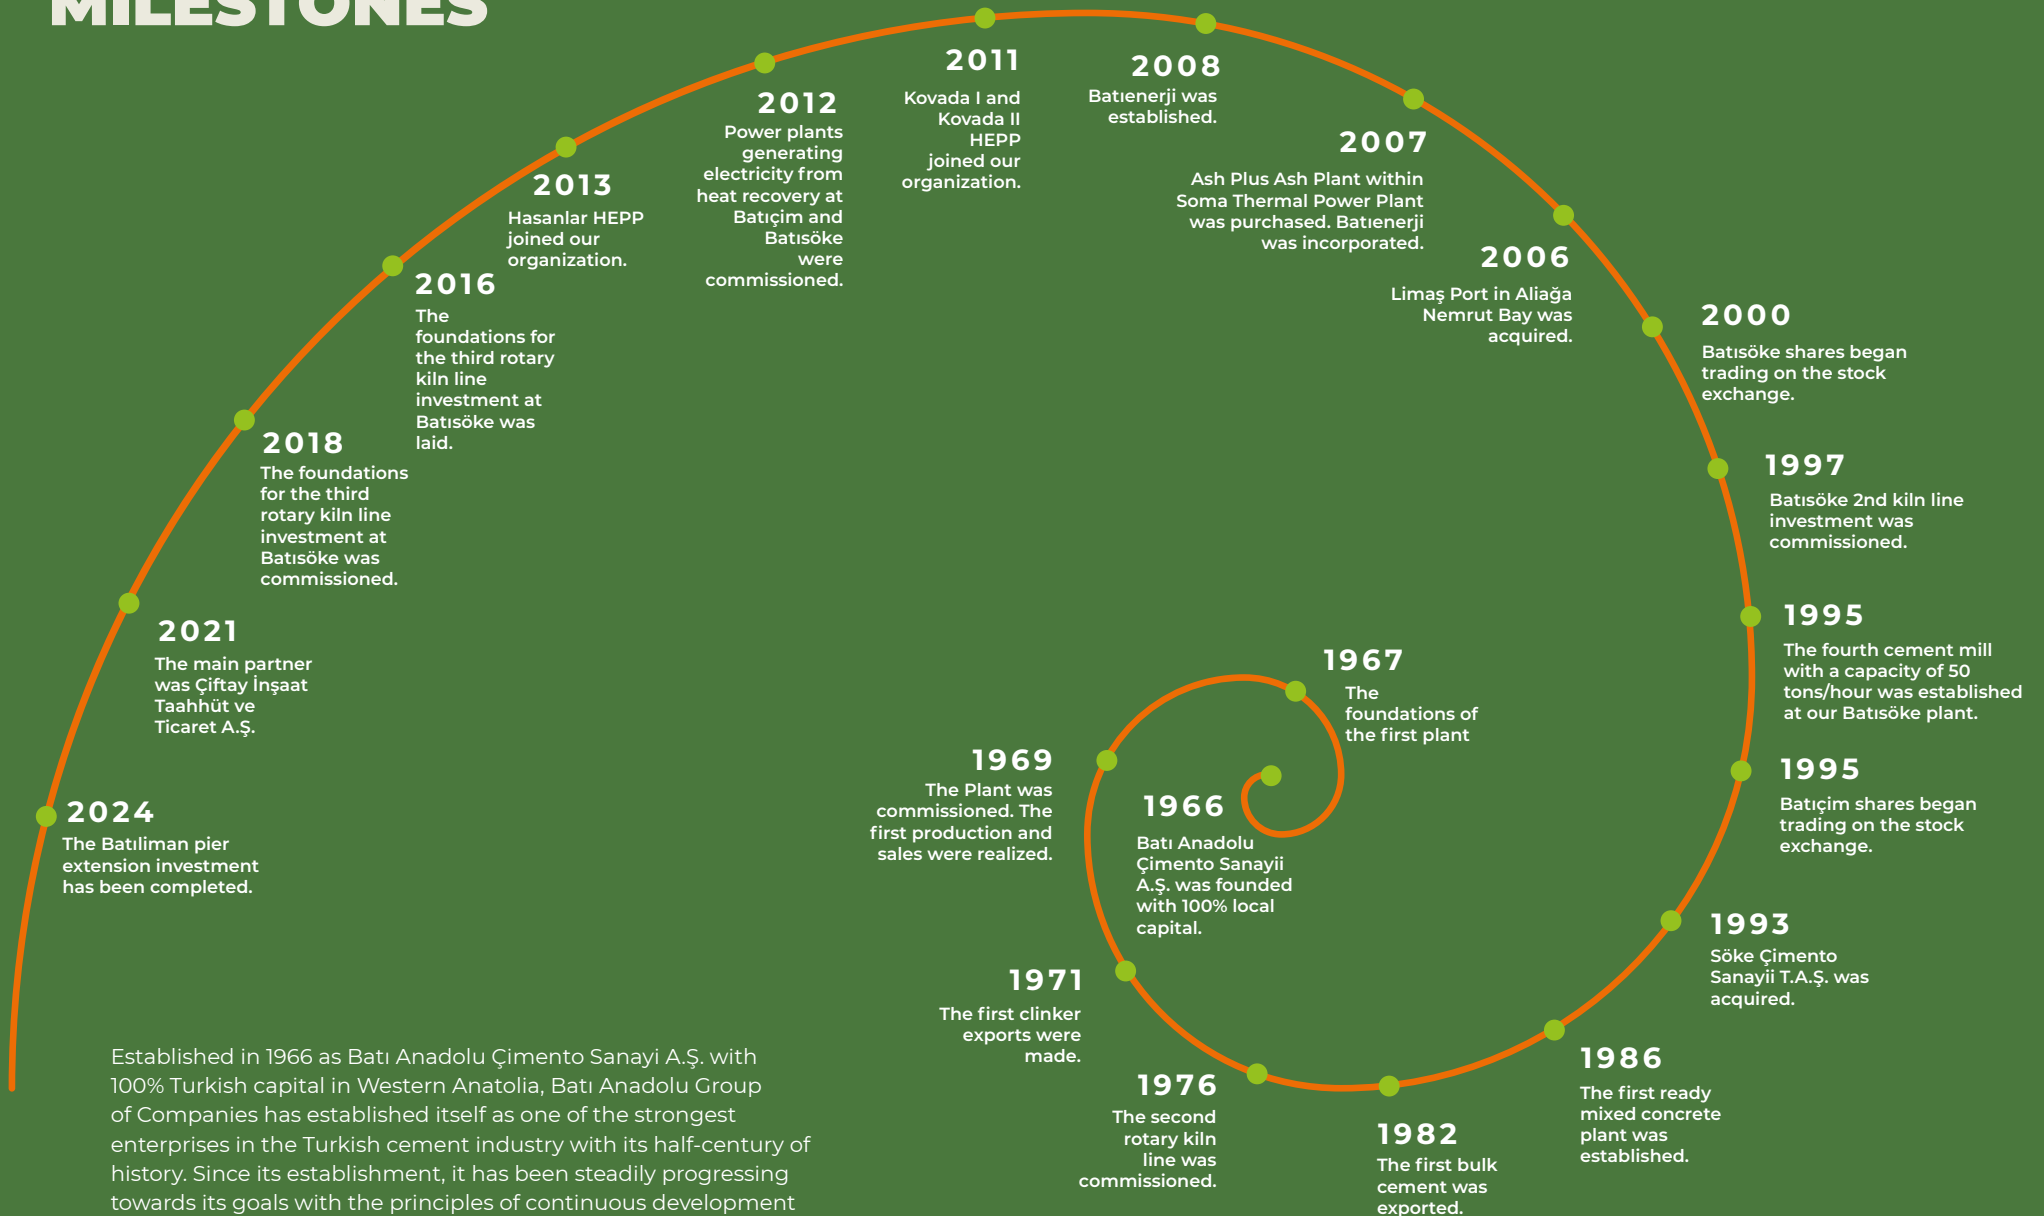 MILESTONES
1966
Batı Anadolu
Çimento Sanayii
A.Ş. was founded
with 100% local
capital.
1967
The
foundations of
the first plant
1969
The Plant was
commissioned. The
first production and
sales were realized.
1971
The first clinker
exports were
made.
1976
The second
rotary kiln
line was
commissioned.
1982
The first bulk
cement was
exported.
1986
The first ready
mixed concrete
plant was
established.
1993
Söke Çimento
Sanayii T.A.Ş. was
acquired.
1995
Batıçim shares began
trading on the stock
exchange.
1995
The fourth cement mill
with a capacity of 50
tons/hour was established
at our Batısöke plant.
1997
Batısöke 2nd kiln line
investment was
commissioned.
2000
Batısöke shares began
trading on the stock
exchange.
2006
Limaş Port in Aliağa
Nemrut Bay was
acquired.
2007
Ash Plus Ash Plant within
Soma Thermal Power Plant
was purchased. Batıenerji
was incorporated.
2008
Batıenerji was
established.
2011
Kovada I and
Kovada II
HEPP
joined our
organization.
2012
Power plants
generating
electricity from
heat recovery at
Batıçim and
Batısöke
were
commissioned.
2013
Hasanlar HEPP
joined our
organization.
2016
The
foundations for
the third rotary
kiln line
investment at
Batısöke was
laid.
2018
The foundations
for the third
rotary kiln line
investment at
Batısöke was
commissioned.
2021
The main partner
was Çiftay İnşaat
Taahhüt ve
Ticaret A.Ş.
2024
The Batılıman pier
extension investment
has been completed.
Established in 1966 as Batı Anadolu Çimento Sanayi A.Ş. with
100% Turkish capital in Western Anatolia, Batı Anadolu Group
of Companies has established itself as one of the strongest
enterprises in the Turkish cement industry with its half-century of
history. Since its establishment, it has been steadily progressing
towards its goals with the principles of continuous development